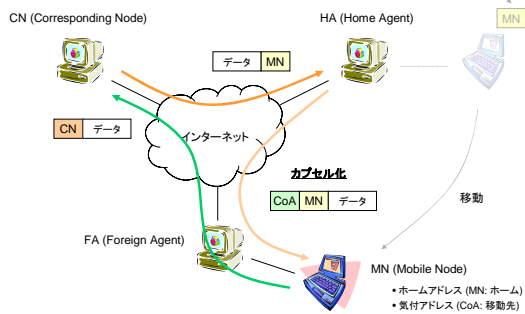 CN (Corresponding Node)
HA (Home Agent)
MN
データ MN
CN データ
インターネット
カプセル化
CoA MN データ
移動
FA (Foreign Agent)
MN (Mobile Node)
• ホームアドレス (MN: ホーム)
• 気付アドレス (CoA: 移動先)